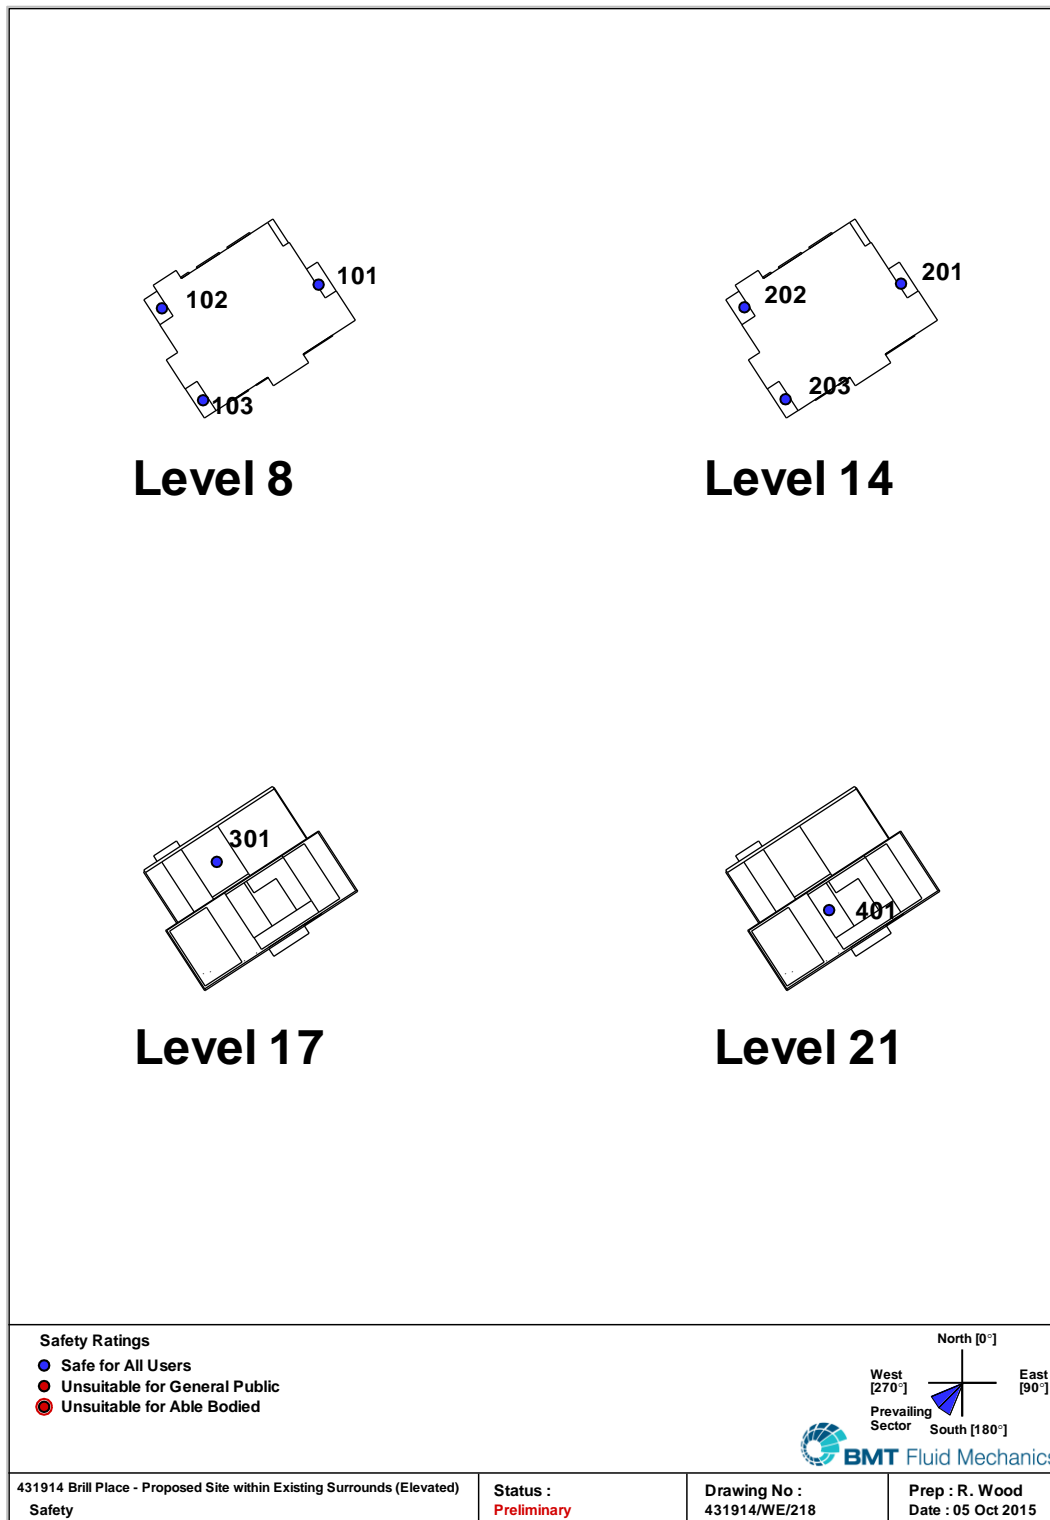 101
102
103
Level 8
201
202
203
Level 14
301
Level 17
401
Level 21
Safety Ratings
Safe for All Users
Unsuitable for General Public
Unsuitable for Able Bodied
North [0°]
West
[270°]
East
[90°]
Prevailing
Sector
South [180°]
BMT Fluid Mechanics
431914 Brill Place - Proposed Site within Existing Surrounds (Elevated)
Safety
Status :
Preliminary
Drawing No :
431914/WE/218
Prep : R. Wood
Date : 05 Oct 2015